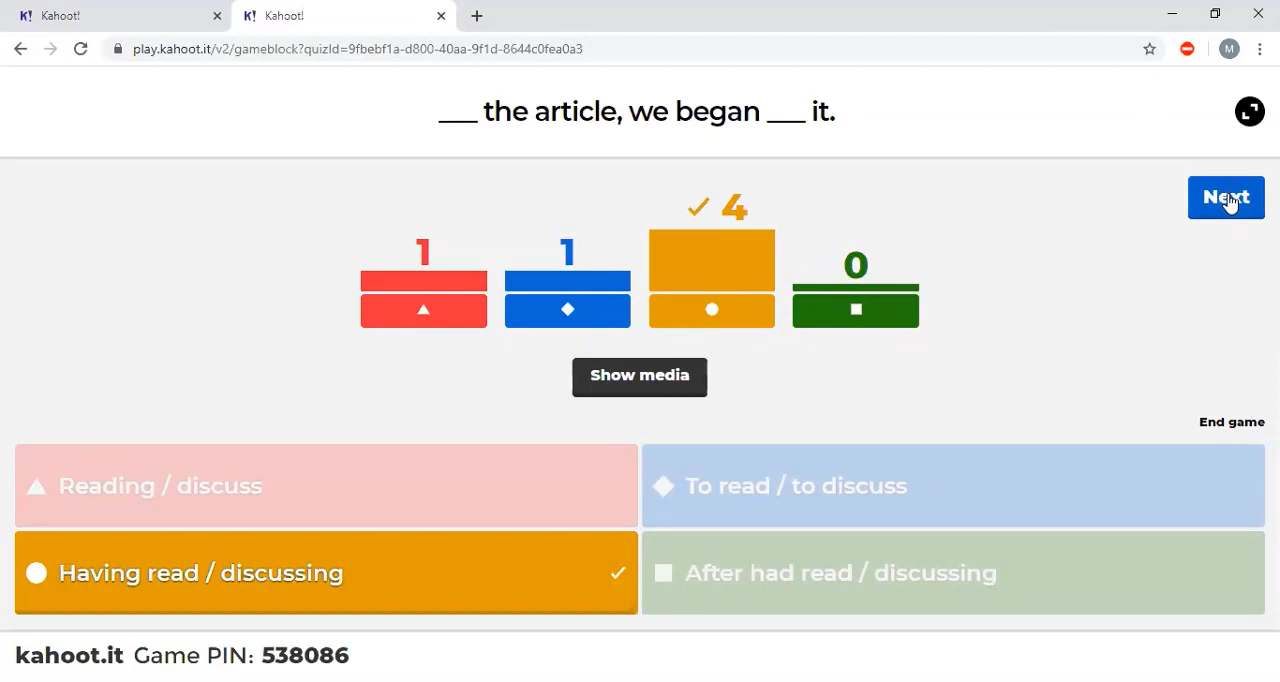 K! Kahoot!
K! Kahoot!
play.kahoot.it/v2/gameblock?quizId=9fbebf1a-d800-40aa-9f1d-8644c0fea0a3
M
___ the article, we began ___ it.
Next
4
1
1
0
Show media
End game
Reading / discuss
To read / to discuss
Having read / discussing
After had read / discussing
kahoot.it Game PIN: 538086